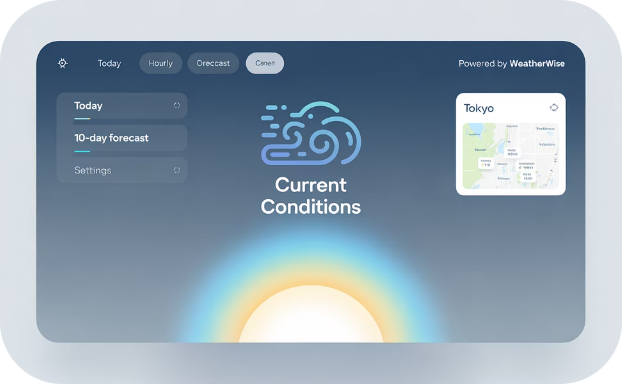 Today
Hourly
Oreccast
Powered by WeatherWise
Today
10-day forecast
Settings
Current
Conditions
Tokyo